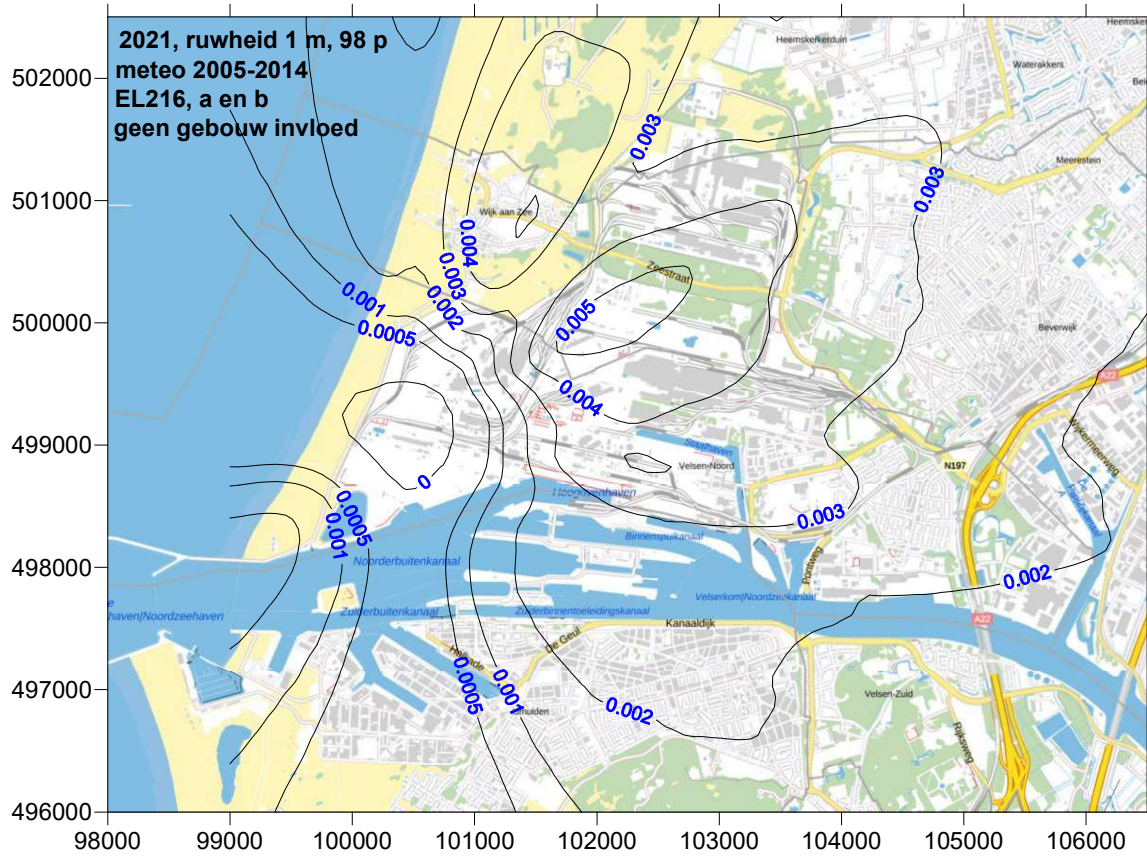 2021, ruwheid 1 m, 98 p
meteo 2005-2014
EL216, a en b
geen gebouw invloed
502000
501000
500000
499000
498000
497000
496000
98000
99000
100000
101000
102000
103000
104000
105000
106000
Heemskerkerduin
Waterakkers
Meerestein
0.003
0.003
Wijk aan Zee
0.004
0.003
0.002
0.001
0.0005
Zeestraat
0.005
0.004
Beverwijk
A22
Wijkermeerweg
N197
Staalhaven
Velsen-Noord
0
Hoogovenhaven
0.003
0.0005
0.001
Binnenspuikanaal
Noorderbuitenkanaal
Pontweg
0.002
Zuiderbuitenkanaal
Zuiderbinnentoeleidingskanaal
Velserkom|Noordzeekanaal
haven|Noordzeehaven
A22
Kanaaldijk
De Geul
Halkade
0.0005
0.001
0.002
Velsen-Zuid
Rijksweg